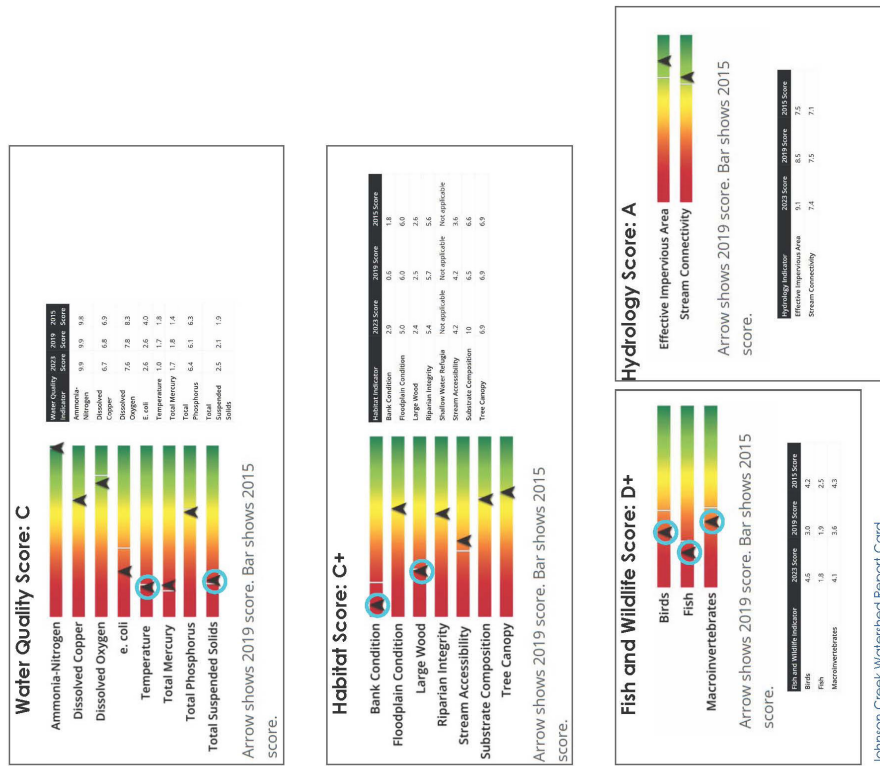 Water Quality Score: C
Ammonia-Nitrogen
Dissolved Copper
Dissolved Oxygen
e. coli
Temperature
Total Mercury
Total Phosphorus
Total Suspended Solids
Arrow shows 2019 score. Bar shows 2015
score.
Water Quality 2023 2019 2015
Indicator Score Score Score
Ammonia- 9.9 9.9 9.8
Nitrogen
Dissolved 6.7 6.8 6.9
Copper
Dissolved 7.6 7.8 8.3
Oxygen
E. coli 2.6 2.6 4.0
Temperature 1.0 1.7 1.8
Total Mercury 1.7 1.8 1.4
Total 6.4 6.1 6.3
Phosphorus
Total 2.5 2.1 1.9
Suspended
Solids
Habitat Score: C+
Bank Condition
Floodplain Condition
Large Wood
Riparian Integrity
Stream Accessibility
Substrate Composition
Tree Canopy
Arrow shows 2019 score. Bar shows 2015
score.
Habitat Indicator 2023 Score 2019 Score 2015 Score
Bank Condition 2.9 0.6 1.8
Floodplain Condition 5.0 6.0 6.0
Large Wood 2.4 2.5 2.6
Riparian Integrity 5.4 5.7 5.6
Shallow Water Refugia Not applicable Not applicable Not applicable
Stream Accessibility 4.2 4.2 3.6
Substrate Composition 10 6.5 6.6
Tree Canopy 6.9 6.9 6.9
Fish and Wildlife Score: D+
Birds
Fish
Macroinvertebrates
Arrow shows 2019 score. Bar shows 2015
score.
Fish and Wildlife Indicator 2023 Score 2019 Score 2015 Score
Birds 4.6 3.0 4.2
Fish 1.8 1.9 2.5
Macroinvertebrates 4.1 3.6 4.3
Hydrology Score: A
Effective Impervious Area
Stream Connectivity
Arrow shows 2019 score. Bar shows 2015
score.
Hydrology Indicator 2023 Score 2019 Score 2015 Score
Effective Impervious Area 9.1 8.5 7.5
Stream Connectivity 7.4 7.5 7.1
Johnson Creek Watershed Report Card